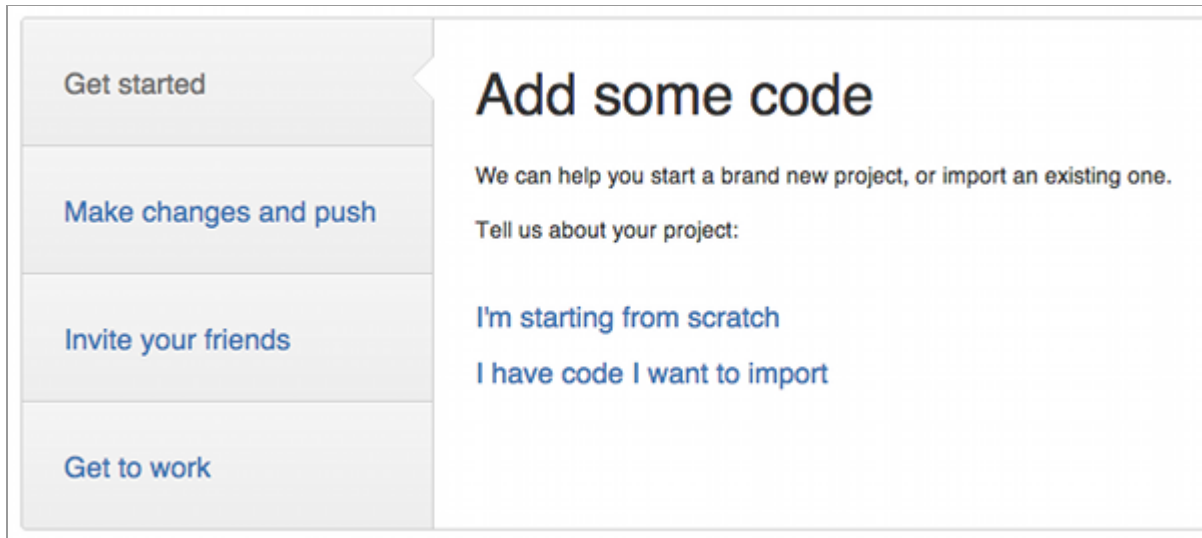 Get started
Make changes and push
Invite your friends
Get to work
Add some code
We can help you start a brand new project, or import an existing one.
Tell us about your project:
I'm starting from scratch
I have code I want to import